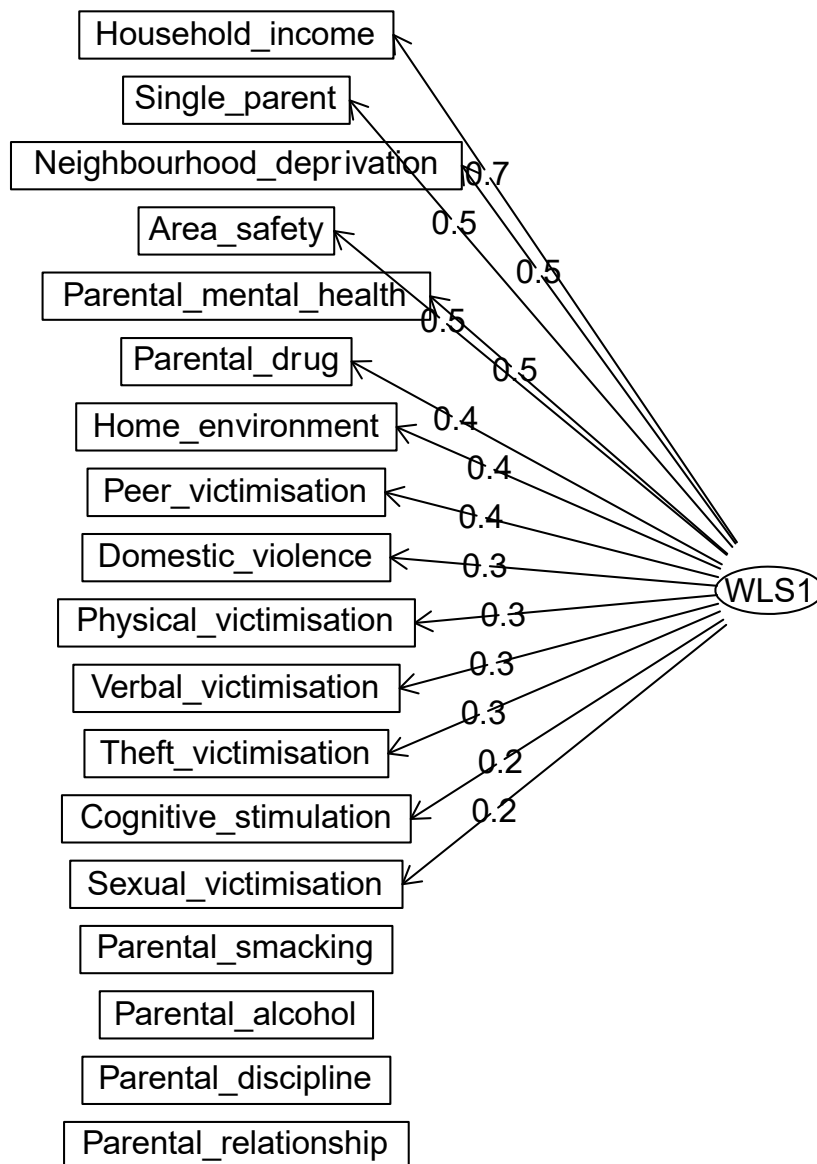 Household_income
Single_parent
Neighbourhood_deprivation
0.7
Area_safety
0.5
0.5
Parental_mental_health
0.5
Parental_drug
0.5
0.4
Home_environment
0.4
Peer_victimisation
0.4
Domestic_violence
0.3
WLS1
Physical_victimisation
0.3
Verbal_victimisation
0.3
Theft_victimisation
0.3
Cognitive_stimulation
0.2
0.2
Sexual_victimisation
Parental_smacking
Parental_alcohol
Parental_discipline
Parental_relationship